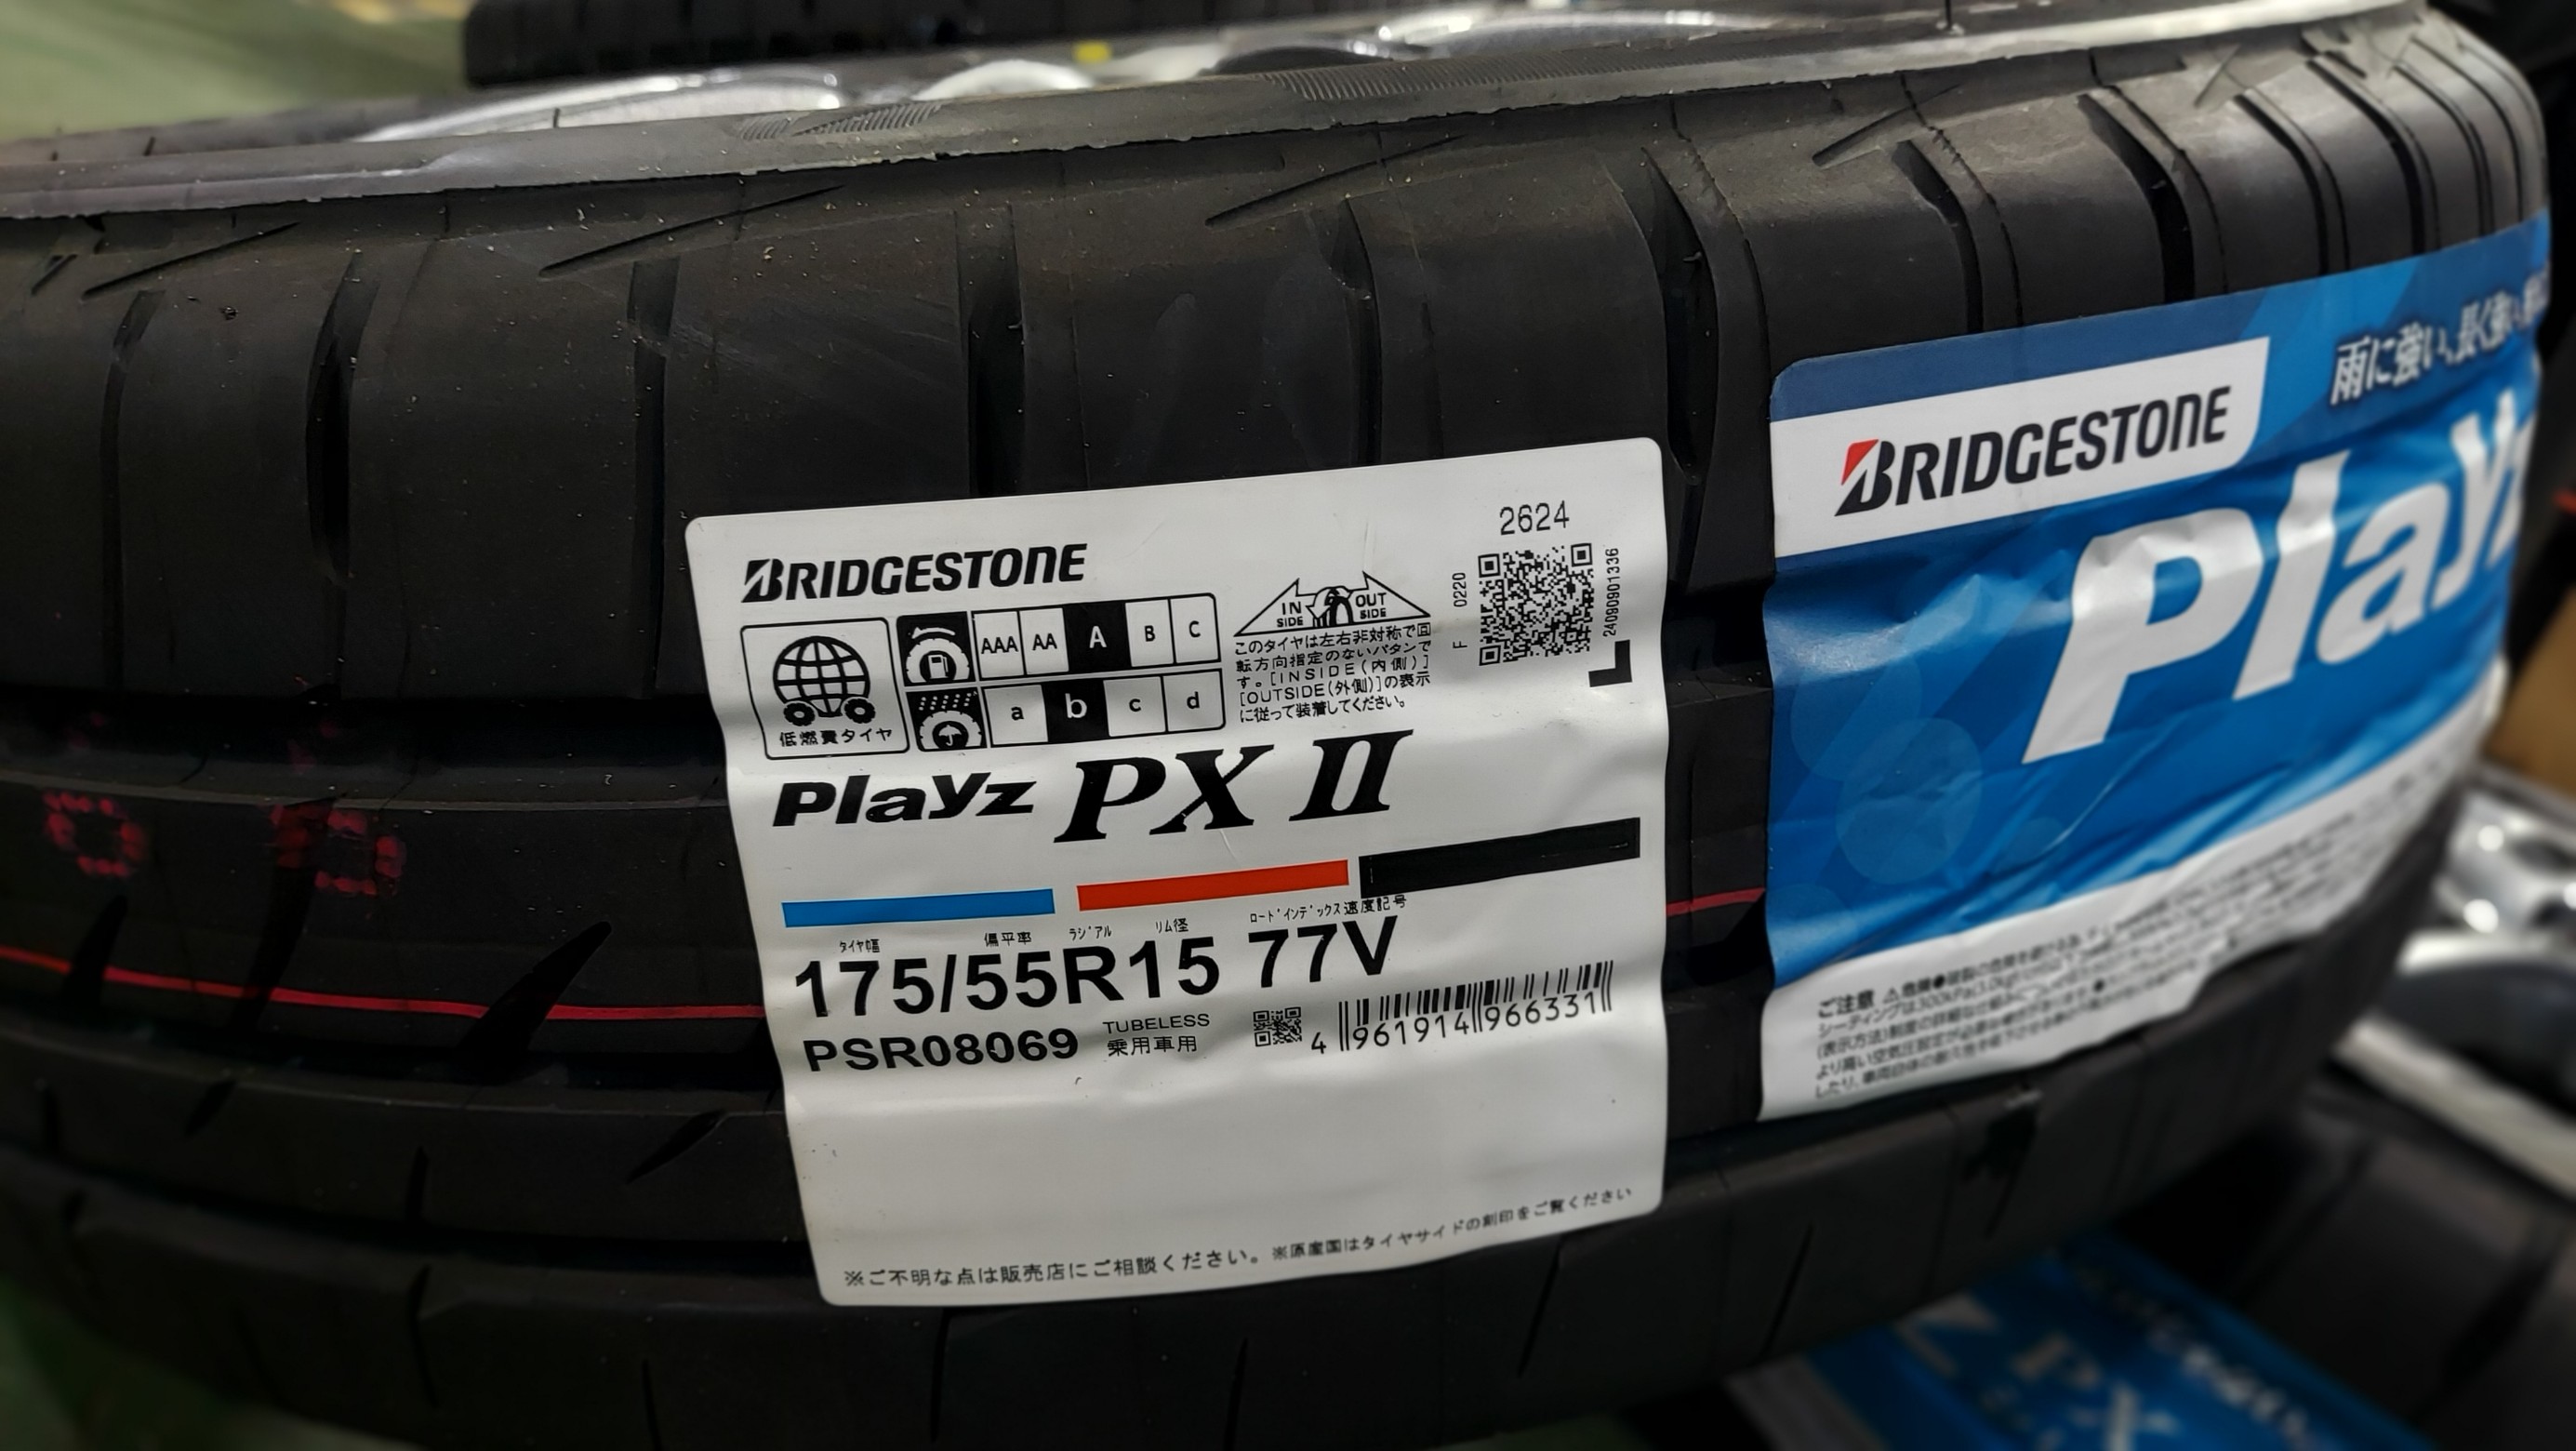 BRIDGESTONE
低燃費タイヤ
AAA AA A B C
a b c d
IN SIDE OUT SIDE
このタイヤは左右非対称で回
転方向指定のないパタンで
す。[INSIDE(内側)]
[OUTSIDE(外側)]の表示
に従って装着してください。
2624
F 0220
24090901336
L
Playz PX II
タイヤ幅 偏平率 ラジアル リム径 ロードインデックス 速度記号
175/55R15 77V
PSR08069
TUBELESS
乗用車用
4 961914 966331
※ご不明な点は販売店にご相談ください。※原産国はタイヤサイドの刻印をご覧ください
雨に強い、長く強い
BRIDGESTONE
Playz
ご注意
PX